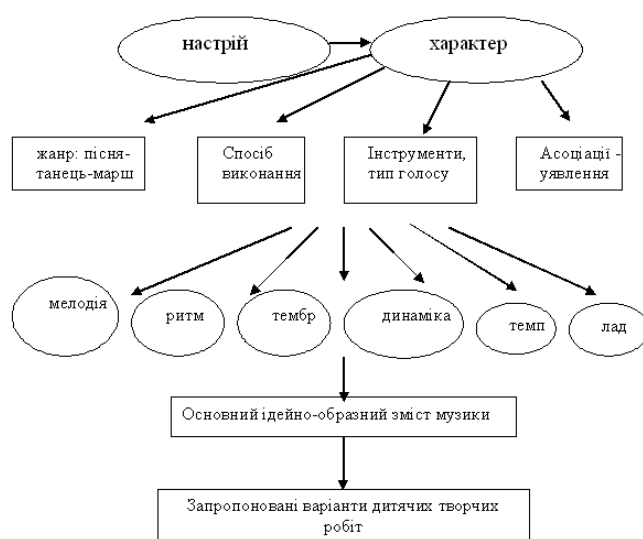 настрій
характер
жанр: пісня-
танець-марш
Спосіб
виконання
Інструменти,
тип голосу
Асоціації -
уявлення
мелодія
ритм
тембр
динаміка
темп
лад
Основний ідейно-образний зміст музики
Запропоновані варіанти дитячих творчих
робіт